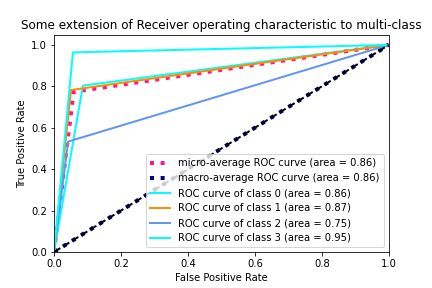 Some extension of Receiver operating characteristic to multi-class
1.0
0.8
0.6
0.4
0.2
0.0
True Positive Rate
micro-average ROC curve (area = 0.86)
macro-average ROC curve (area = 0.86)
ROC curve of class 0 (area = 0.86)
ROC curve of class 1 (area = 0.87)
ROC curve of class 2 (area = 0.75)
ROC curve of class 3 (area = 0.95)
0.0 0.2 0.4 0.6 0.8 1.0
False Positive Rate